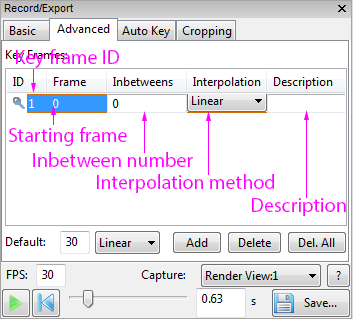 Record/Export
Basic Advanced Auto Key Cropping
Key Frames:
Key frame ID
ID Frame Inbetweens Interpolation Description
1 0 0 Linear
Starting frame
Inbetween number
Interpolation method
Description
Default: 30 Linear Add Delete Del. All
FPS: 30 Capture: Render View:1 ?
0.63 s Save...